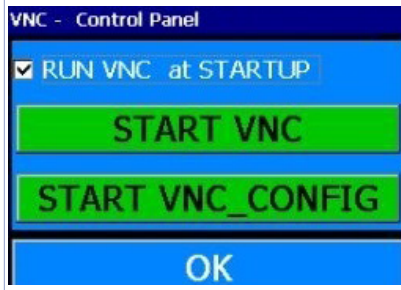 VNC - Control Panel
RUN VNC at STARTUP
START VNC
START VNC_CONFIG
OK